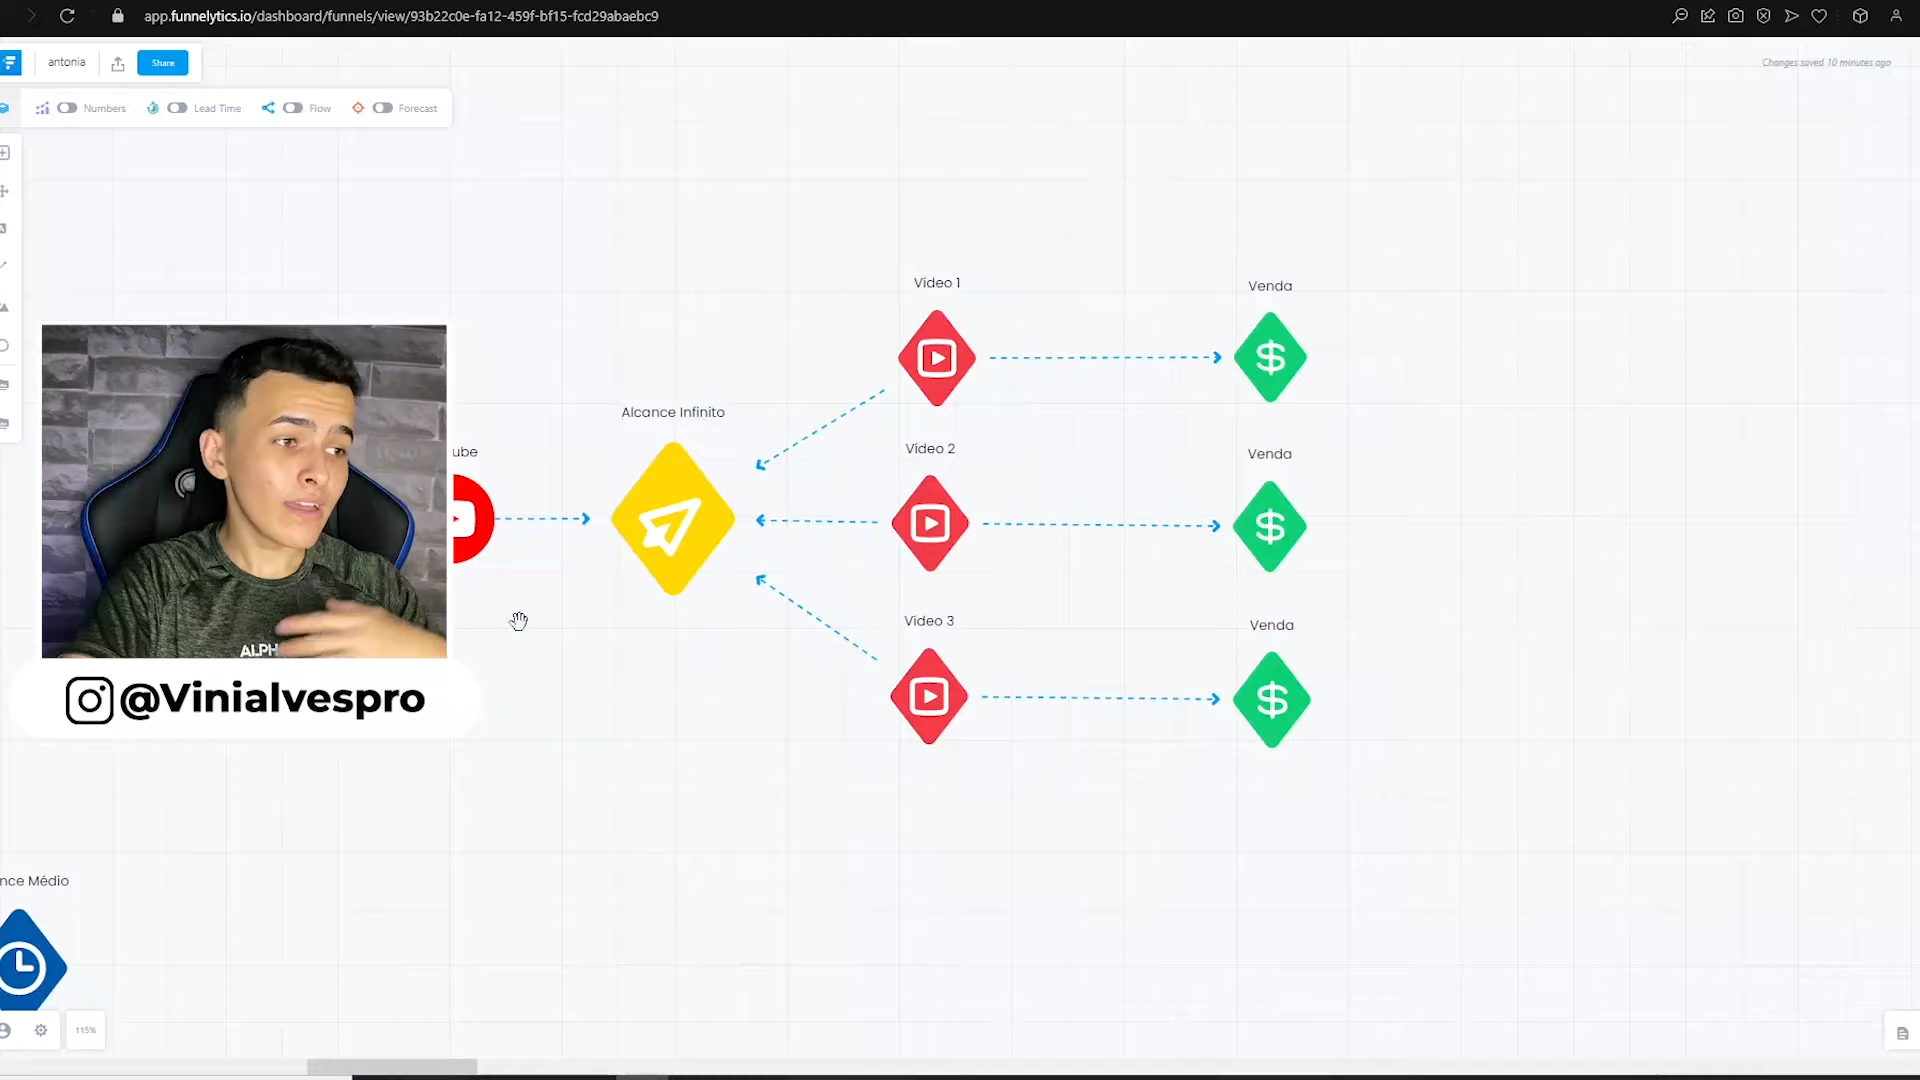 app.funnelytics.io/dashboard/funnels/view/93b22c0e-fa12-459f-bf15-fcd29abaebc9
antonia
Share
Changes saved 10 minutes ago
Numbers
Lead Time
Flow
Forecast
Vídeo 1
Venda
Alcance Infinito
ube
Vídeo 2
Venda
Vídeo 3
Venda
ALPH
@Vinialvespro
nce Médio
115%